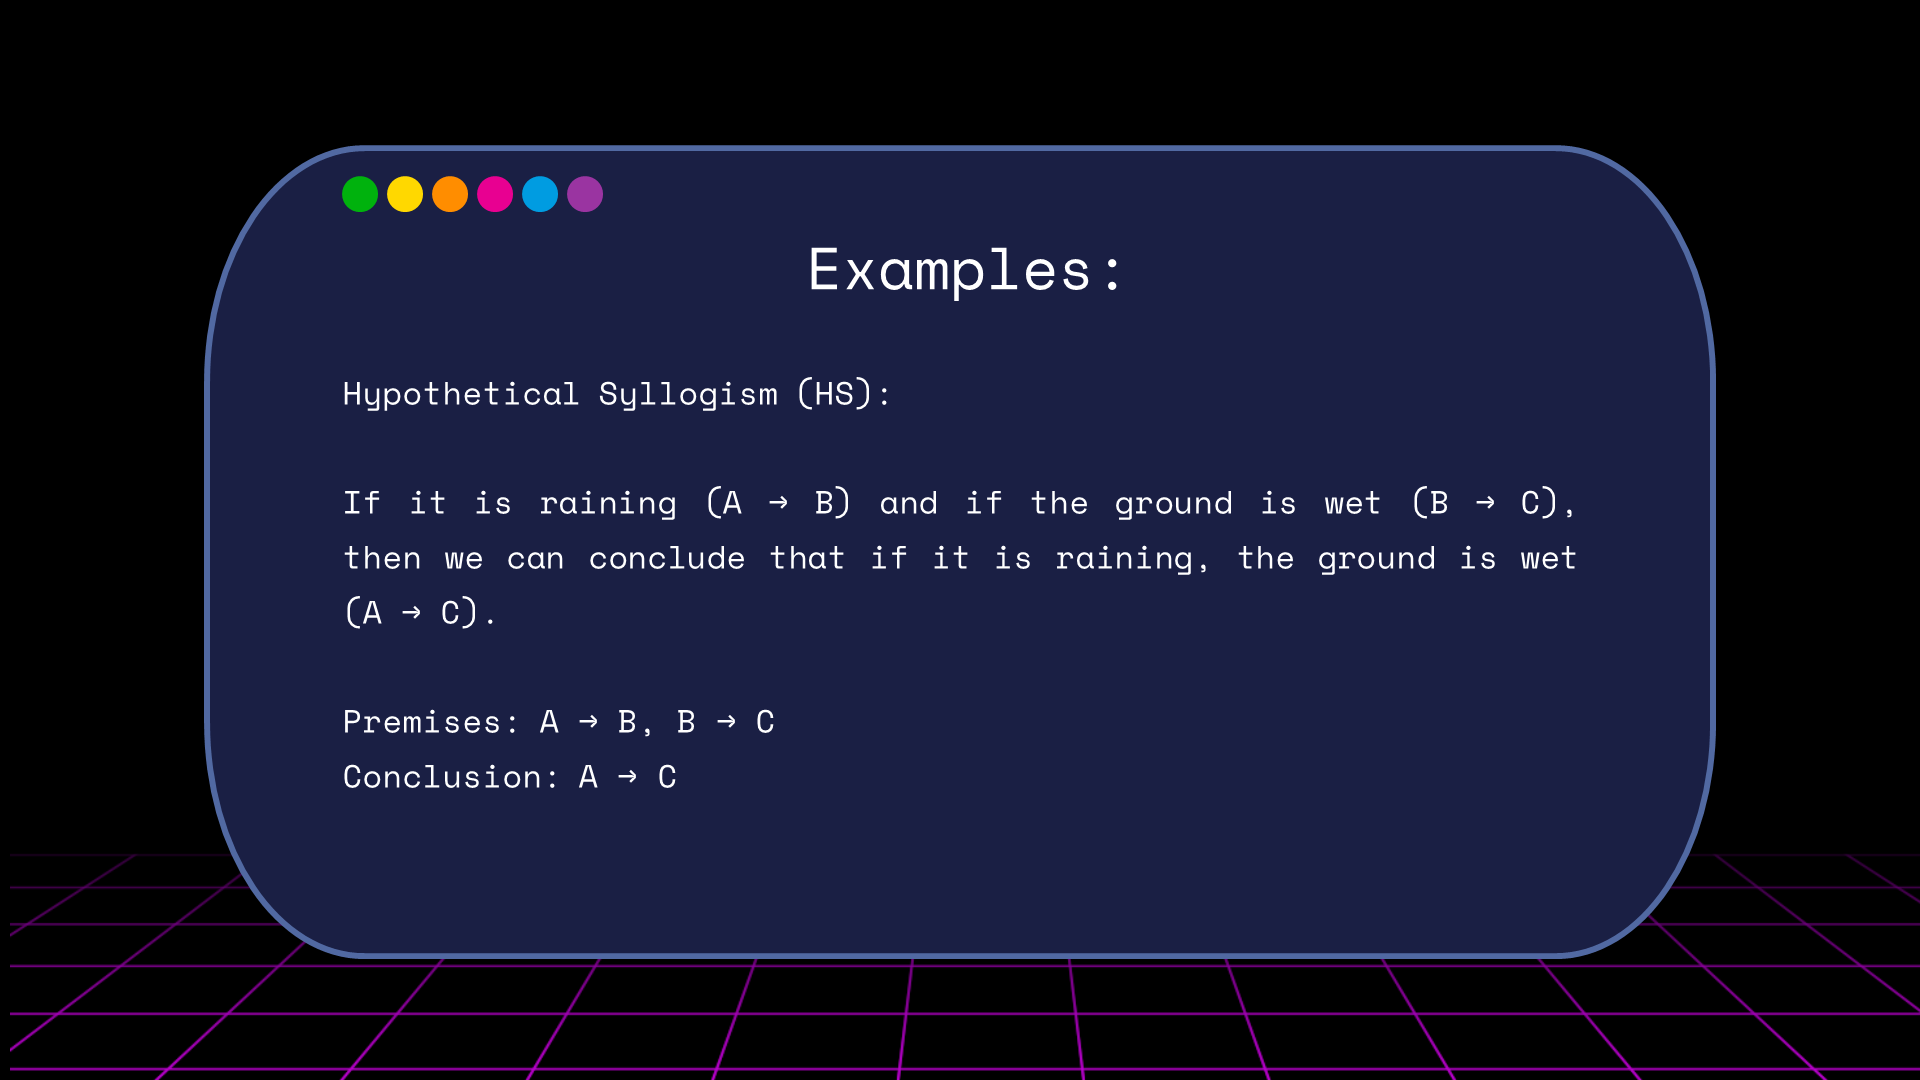 Examples:
Hypothetical Syllogism (HS):
If it is raining (A → B) and if the ground is wet (B → C),
then we can conclude that if it is raining, the ground is wet
(A → C).
Premises: A → B, B → C
Conclusion: A → C